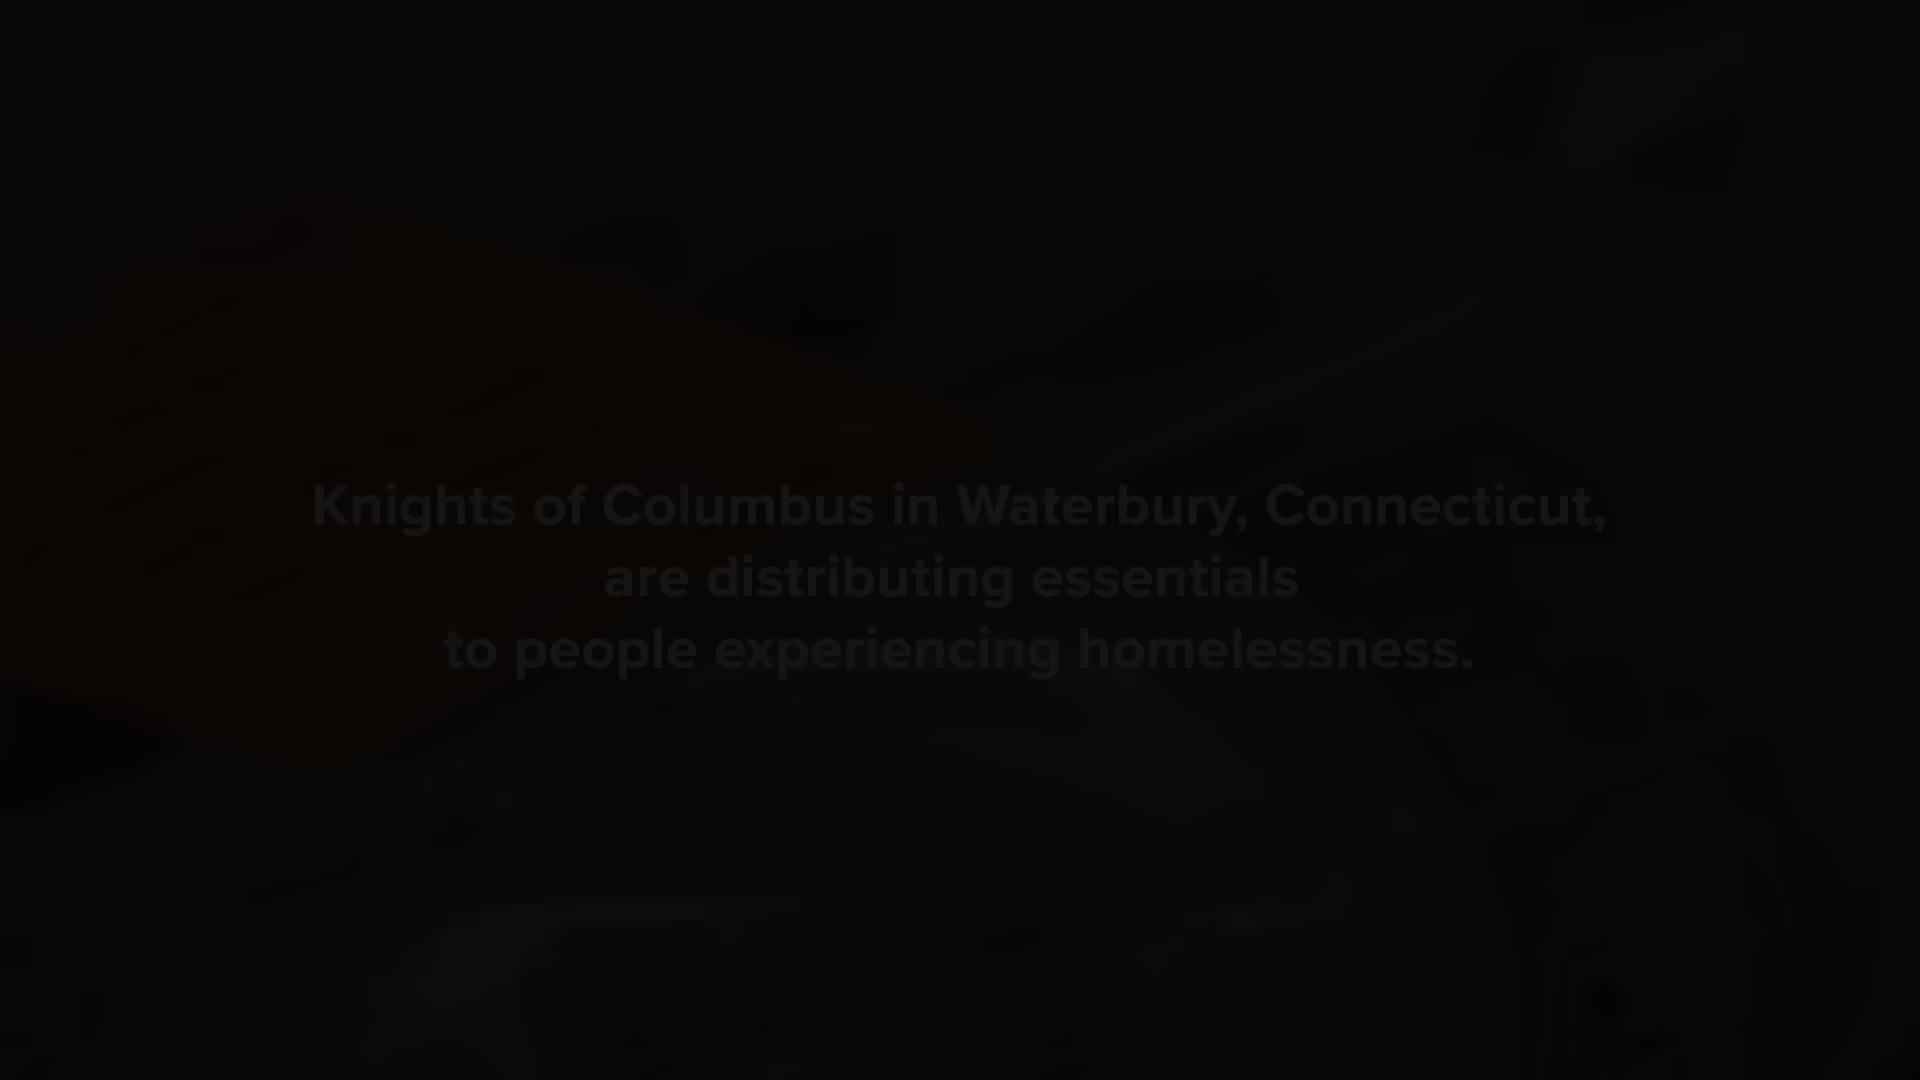 Knights of Columbus in Waterbury, Connecticut,
are distributing essentials
to people experiencing homelessness.